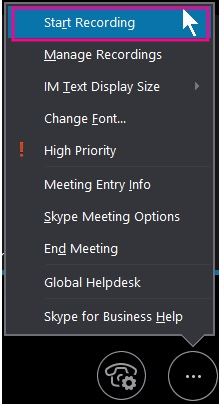 Start Recording
Manage Recordings
IM Text Display Size
Change Font...
High Priority
Meeting Entry Info
Skype Meeting Options
End Meeting
Global Helpdesk
Skype for Business Help